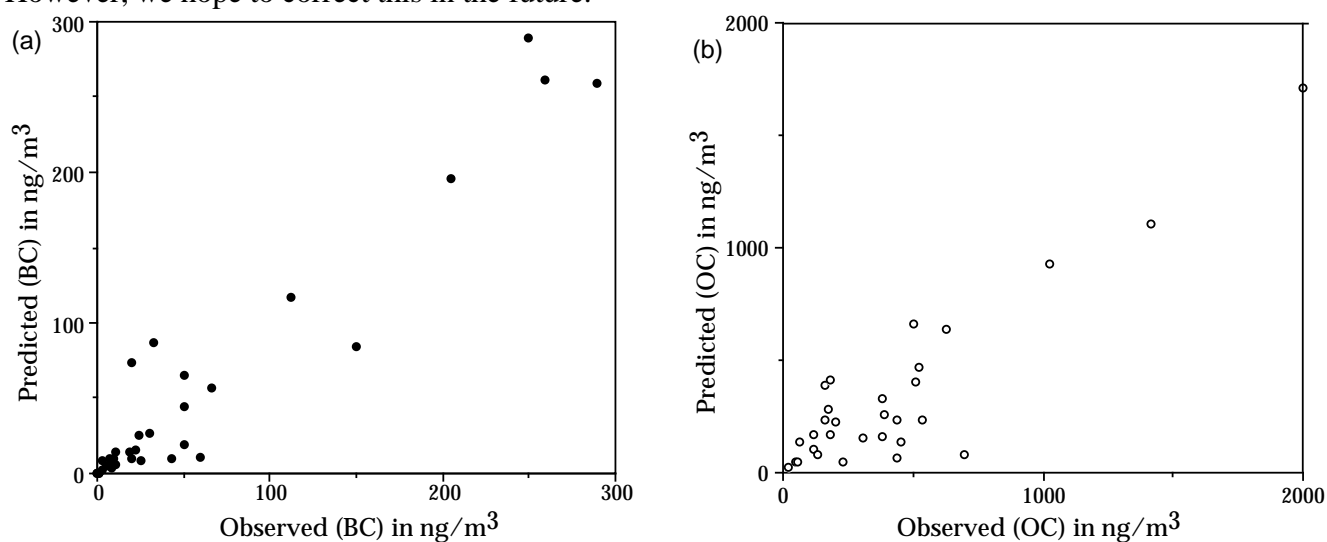 However, we hope to correct this in the future.
(a)
300
200
100
0
0
100
200
300
Predicted (BC) in ng/m³
Observed (BC) in ng/m³
(b)
2000
1000
0
0
1000
2000
Predicted (OC) in ng/m³
Observed (OC) in ng/m³